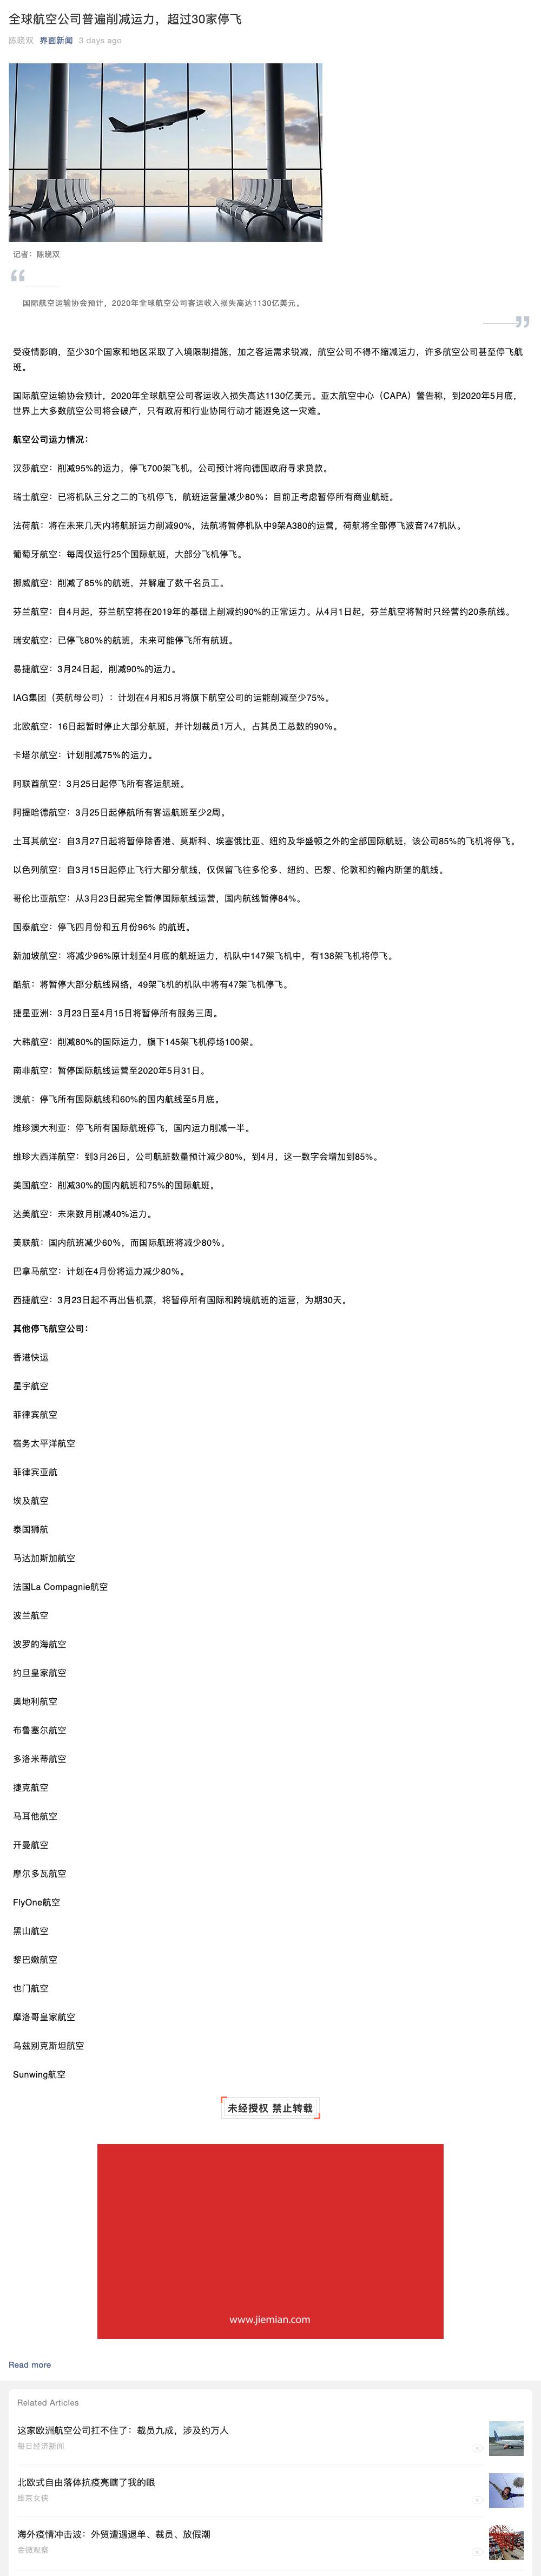 全球航空公司普遍削减运力，超过30家停飞
陈晓双 界面新闻 3 days ago
记者：陈晓双
“
国际航空运输协会预计，2020年全球航空公司客运收入损失高达1130亿美元。
”
受疫情影响，至少30个国家和地区采取了入境限制措施，加之客运需求锐减，航空公司不得不缩减运力，许多航空公司甚至停飞航
班。
国际航空运输协会预计，2020年全球航空公司客运收入损失高达1130亿美元。亚太航空中心（CAPA）警告称，到2020年5月底，
世界上大多数航空公司将会破产，只有政府和行业协同行动才能避免这一灾难。
航空公司运力情况：
汉莎航空：削减95%的运力，停飞700架飞机，公司预计将向德国政府寻求贷款。
瑞士航空：已将机队三分之二的飞机停飞，航班运营量减少80%；目前正考虑暂停所有商业航班。
法荷航：将在未来几天内将航班运力削减90%，法航将暂停机队中9架A380的运营，荷航将全部停飞波音747机队。
葡萄牙航空：每周仅运行25个国际航班，大部分飞机停飞。
挪威航空：削减了85%的航班，并解雇了数千名员工。
芬兰航空：自4月起，芬兰航空将在2019年的基础上削减约90%的正常运力。从4月1日起，芬兰航空将暂时只经营约20条航线。
瑞安航空：已停飞80%的航班，未来可能停飞所有航班。
易捷航空：3月24日起，削减90%的运力。
IAG集团（英航母公司）：计划在4月和5月将旗下航空公司的运能削减至少75%。
北欧航空：16日起暂时停止大部分航班，并计划裁员1万人，占其员工总数的90%。
卡塔尔航空：计划削减75%的运力。
阿联酋航空：3月25日起停飞所有客运航班。
阿提哈德航空：3月25日起停航所有客运航班至少2周。
土耳其航空：自3月27日起将暂停除香港、莫斯科、埃塞俄比亚、纽约及华盛顿之外的全部国际航班，该公司85%的飞机将停飞。
以色列航空：自3月15日起停止飞行大部分航线，仅保留飞往多伦多、纽约、巴黎、伦敦和约翰内斯堡的航线。
哥伦比亚航空：从3月23日起完全暂停国际航线运营，国内航线暂停84%。
国泰航空：停飞四月份和五月份96% 的航班。
新加坡航空：将减少96%原计划至4月底的航班运力，机队中147架飞机中，有138架飞机将停飞。
酷航：将暂停大部分航线网络，49架飞机的机队中将有47架飞机停飞。
捷星亚洲：3月23日至4月15日将暂停所有服务三周。
大韩航空：削减80%的国际运力，旗下145架飞机停场100架。
南非航空：暂停国际航线运营至2020年5月31日。
澳航：停飞所有国际航线和60%的国内航线至5月底。
维珍澳大利亚：停飞所有国际航班停飞，国内运力削减一半。
维珍大西洋航空：到3月26日，公司航班数量预计减少80%，到4月，这一数字会增加到85%。
美国航空：削减30%的国内航班和75%的国际航班。
达美航空：未来数月削减40%运力。
美联航：国内航班减少60%，而国际航班将减少80%。
巴拿马航空：计划在4月份将运力减少80%。
西捷航空：3月23日起不再出售机票，将暂停所有国际和跨境航班的运营，为期30天。
其他停飞航空公司：
香港快运
星宇航空
菲律宾航空
宿务太平洋航空
菲律宾亚航
埃及航空
泰国狮航
马达加斯加航空
法国La Compagnie航空
波兰航空
波罗的海航空
约旦皇家航空
奥地利航空
布鲁塞尔航空
多洛米蒂航空
捷克航空
马耳他航空
开曼航空
摩尔多瓦航空
FlyOne航空
黑山航空
黎巴嫩航空
也门航空
摩洛哥皇家航空
乌兹别克斯坦航空
Sunwing航空
未经授权 禁止转载
www.jiemian.com
Read more
Related Articles
这家欧洲航空公司扛不住了：裁员九成，涉及约万人
每日经济新闻
北欧式自由落体抗疫亮瞎了我的眼
维京女侠
海外疫情冲击波：外贸遭遇退单、裁员、放假潮
金微观察